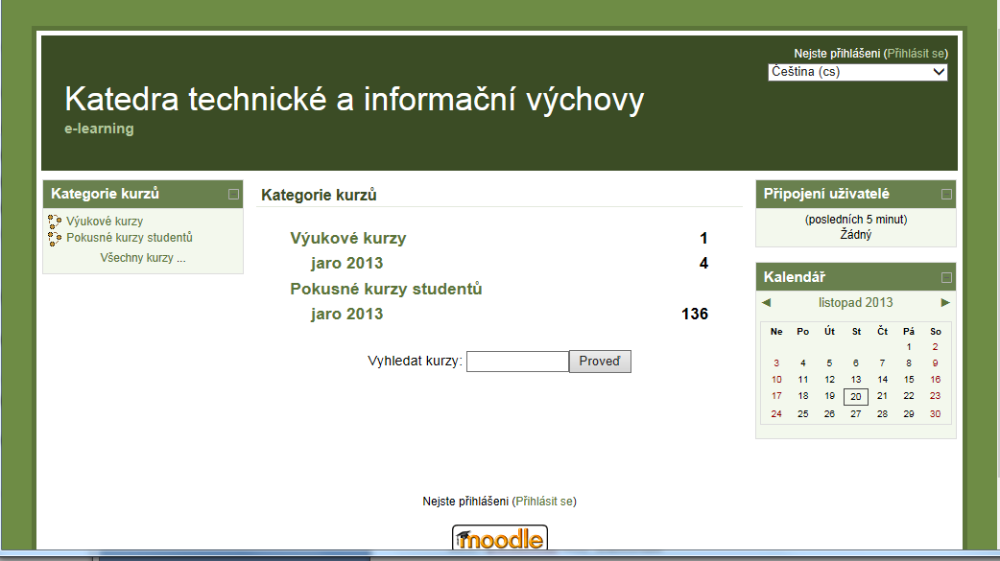 Nejste přihlášeni (Přihlásit se)
Čeština (cs)
Katedra technické a informační výchovy
e-learning
Kategorie kurzů
Výukové kurzy
Pokusné kurzy studentů
Všechny kurzy ...
Kategorie kurzů
Výukové kurzy 1
jaro 2013 4
Pokusné kurzy studentů
jaro 2013 136
Vyhledat kurzy: Proveď
Připojení uživatelé
(posledních 5 minut)
Žádný
Kalendář
◄ listopad 2013 ►
Ne Po Út St Čt Pá So
1 2
3 4 5 6 7 8 9
10 11 12 13 14 15 16
17 18 19 20 21 22 23
24 25 26 27 28 29 30
Nejste přihlášeni (Přihlásit se)
moodle